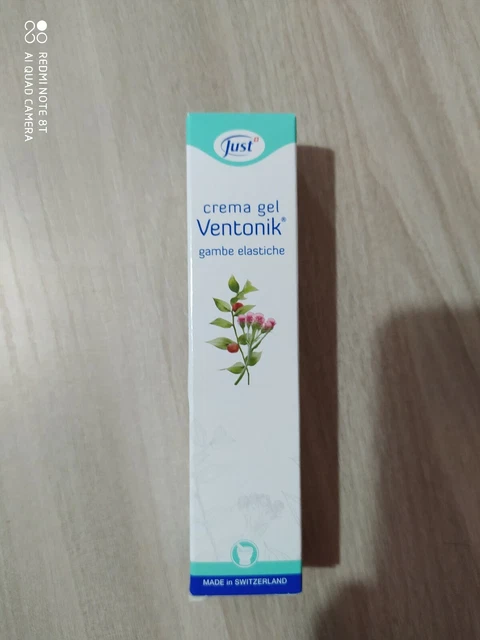 REDMI NOTE 8T
AI QUAD CAMERA
Just
crema gel
Ventonik®
gambe elastiche
MADE in SWITZERLAND